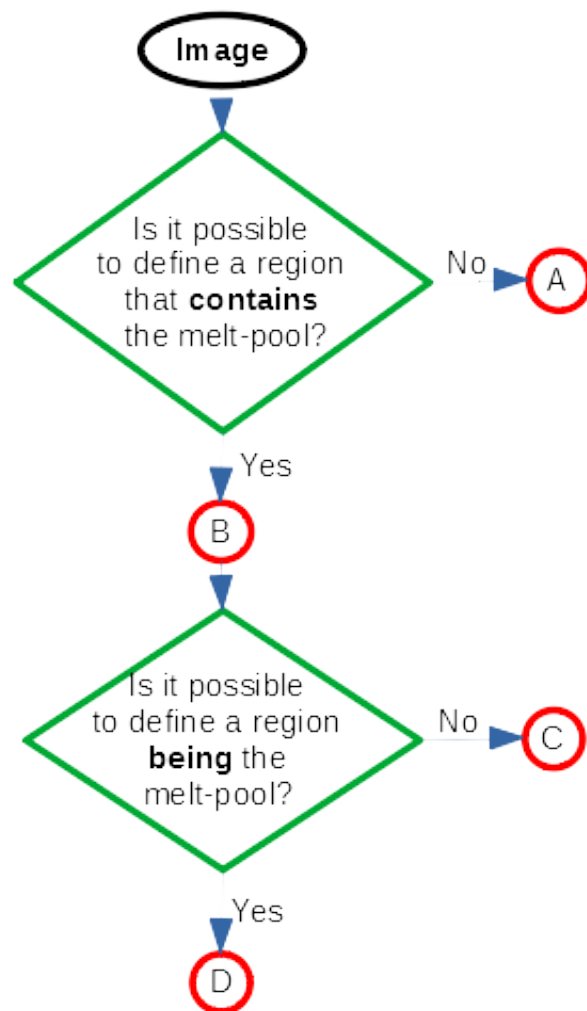 Image
Is it possible
to define a region
that contains
the melt-pool?
No
A
Yes
B
Is it possible
to define a region
being the
melt-pool?
No
C
Yes
D